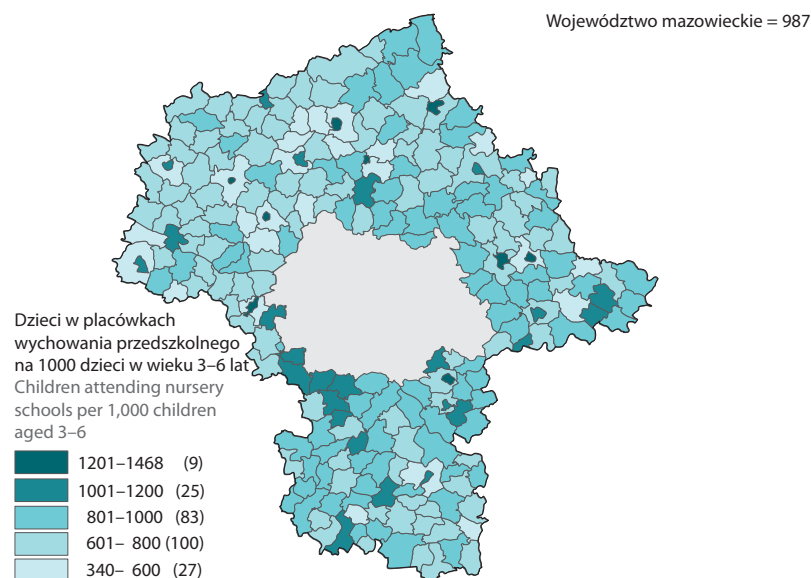 Województwo mazowieckie = 987
Dzieci w placówkach
wychowania przedszkolnego
na 1000 dzieci w wieku 3–6 lat
Children attending nursery
schools per 1,000 children
aged 3–6
1201–1468 (9)
1001–1200 (25)
801–1000 (83)
601– 800 (100)
340– 600 (27)